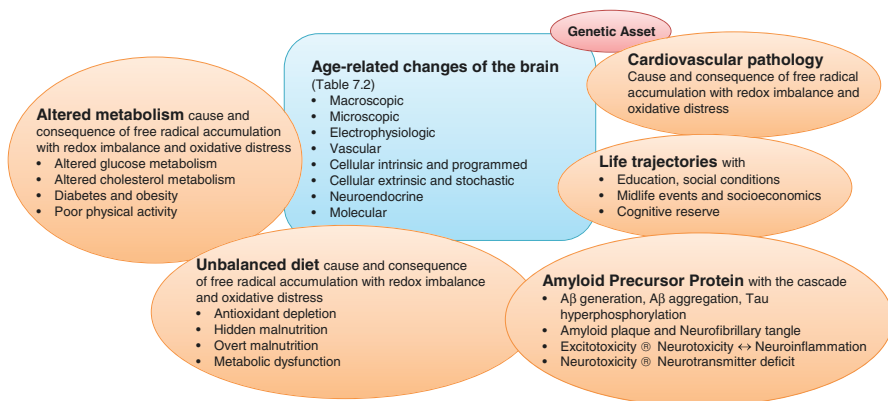 Genetic Asset
Age-related changes of the brain
(Table 7.2)
• Macroscopic
• Microscopic
• Electrophysiologic
• Vascular
• Cellular intrinsic and programmed
• Cellular extrinsic and stochastic
• Neuroendocrine
• Molecular
Cardiovascular pathology
Cause and consequence of free radical
accumulation with redox imbalance and
oxidative distress
Altered metabolism cause and
consequence of free radical accumulation
with redox imbalance and oxidative distress
• Altered glucose metabolism
• Altered cholesterol metabolism
• Diabetes and obesity
• Poor physical activity
Life trajectories with
• Education, social conditions
• Midlife events and socioeconomics
• Cognitive reserve
Unbalanced diet cause and consequence
of free radical accumulation with redox imbalance
and oxidative distress
• Antioxidant depletion
• Hidden malnutrition
• Overt malnutrition
• Metabolic dysfunction
Amyloid Precursor Protein with the cascade
• Aβ generation, Aβ aggregation, Tau
hyperphosphorylation
• Amyloid plaque and Neurofibrillary tangle
• Excitotoxicity ® Neurotoxicity ↔ Neuroinflammation
• Neurotoxicity ® Neurotransmitter deficit